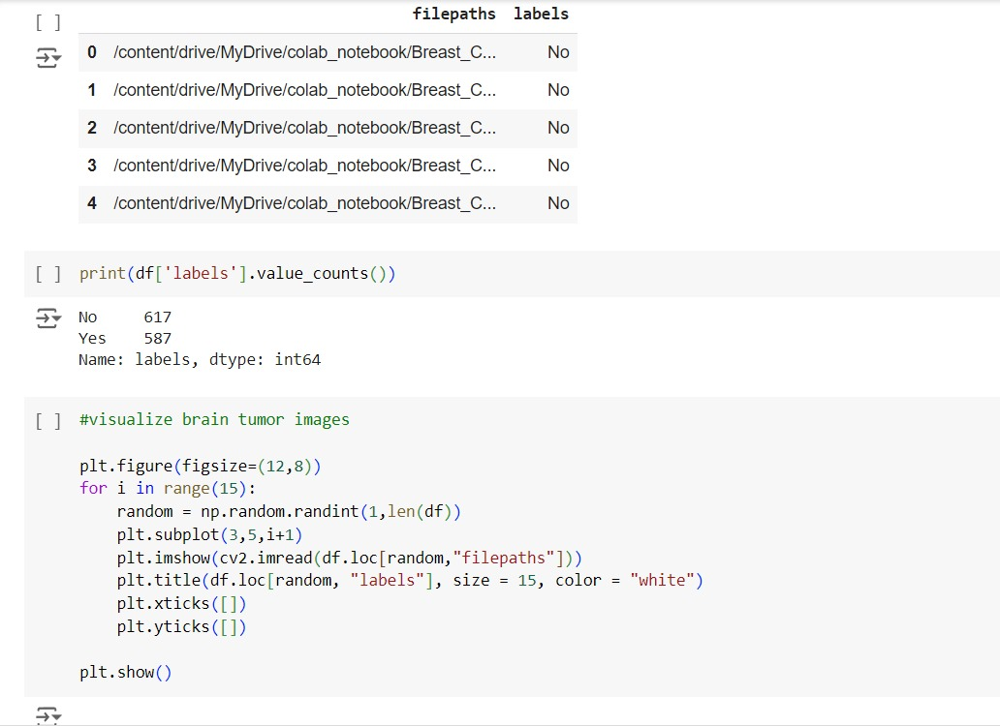 filepaths labels
[ ]
0 /content/drive/MyDrive/colab_notebook/Breast_C... No
1 /content/drive/MyDrive/colab_notebook/Breast_C... No
2 /content/drive/MyDrive/colab_notebook/Breast_C... No
3 /content/drive/MyDrive/colab_notebook/Breast_C... No
4 /content/drive/MyDrive/colab_notebook/Breast_C... No
[ ] print(df['labels'].value_counts())
No 617
Yes 587
Name: labels, dtype: int64
[ ] #visualize brain tumor images
plt.figure(figsize=(12,8))
for i in range(15):
    random = np.random.randint(1,len(df))
    plt.subplot(3,5,i+1)
    plt.imshow(cv2.imread(df.loc[random,"filepaths"]))
    plt.title(df.loc[random, "labels"], size = 15, color = "white")
    plt.xticks([])
    plt.yticks([])
plt.show()